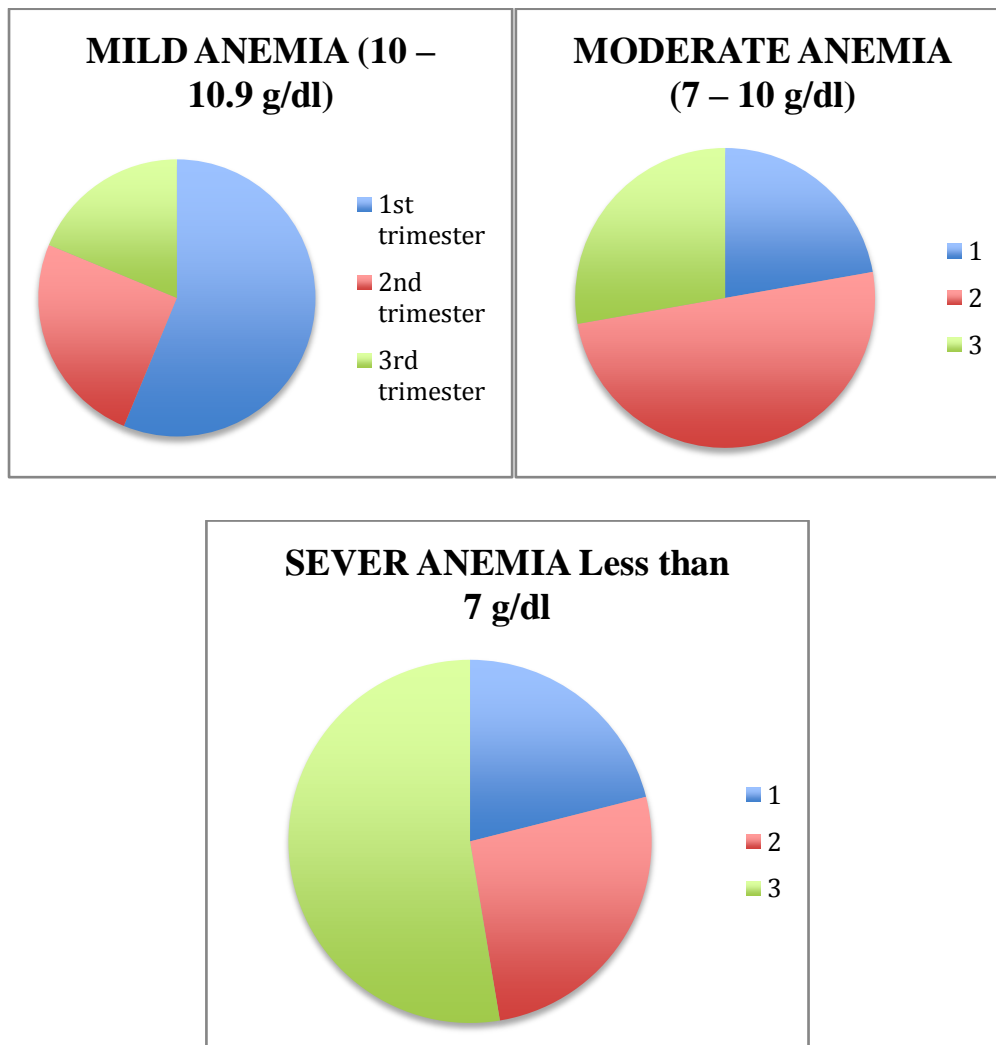 MILD ANEMIA (10 –
10.9 g/dl)
1st
trimester
2nd
trimester
3rd
trimester
MODERATE ANEMIA
(7 – 10 g/dl)
1
2
3
SEVER ANEMIA Less than
7 g/dl
1
2
3